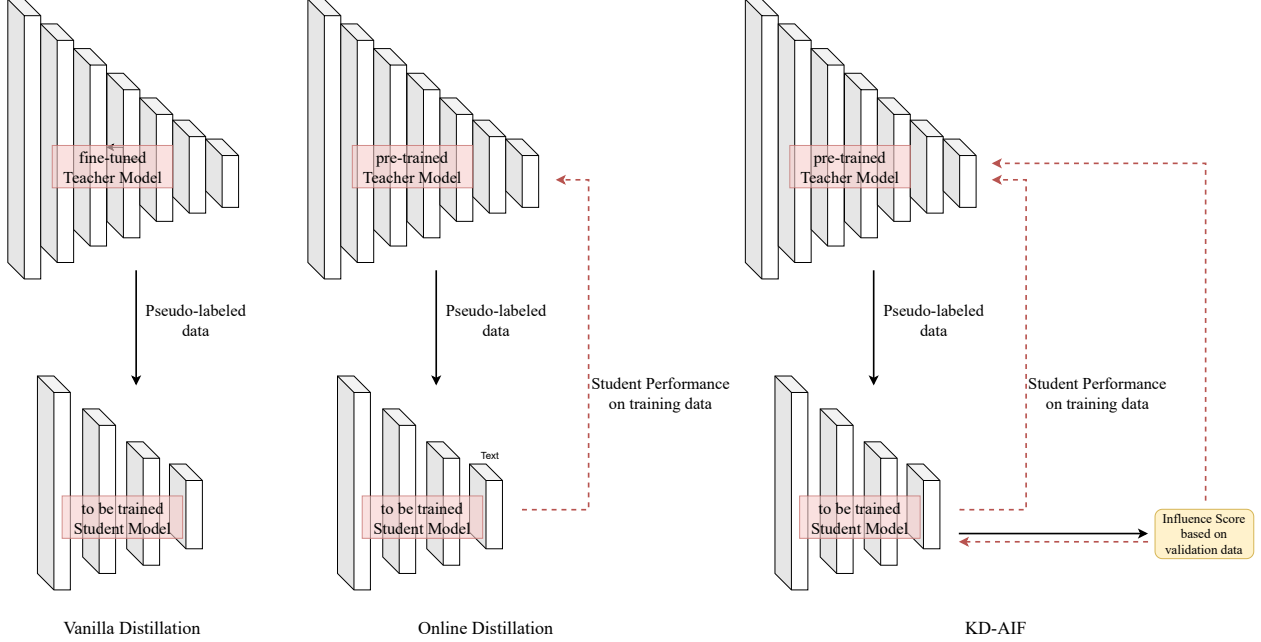 fine-tuned
Teacher Model
Pseudo-labeled
data
to be trained
Student Model
Vanilla Distillation
pre-trained
Teacher Model
Pseudo-labeled
data
Student Performance
on training data
Text
to be trained
Student Model
Online Distillation
pre-trained
Teacher Model
Pseudo-labeled
data
Student Performance
on training data
to be trained
Student Model
Influence Score
based on
validation data
KD-AIF